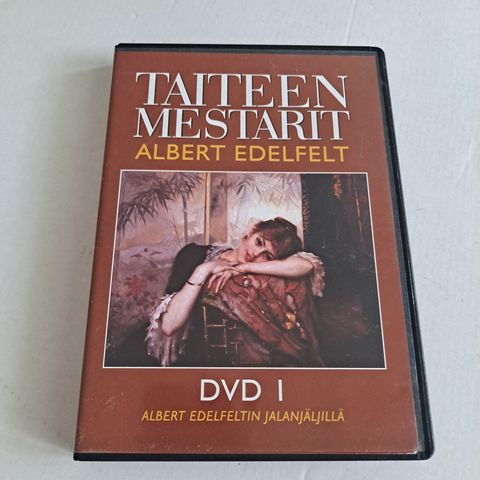 TAITEEN
MESTARIT
ALBERT EDELFELT
DVD 1
ALBERT EDELFELTIN JALANJÄLJILLÄ